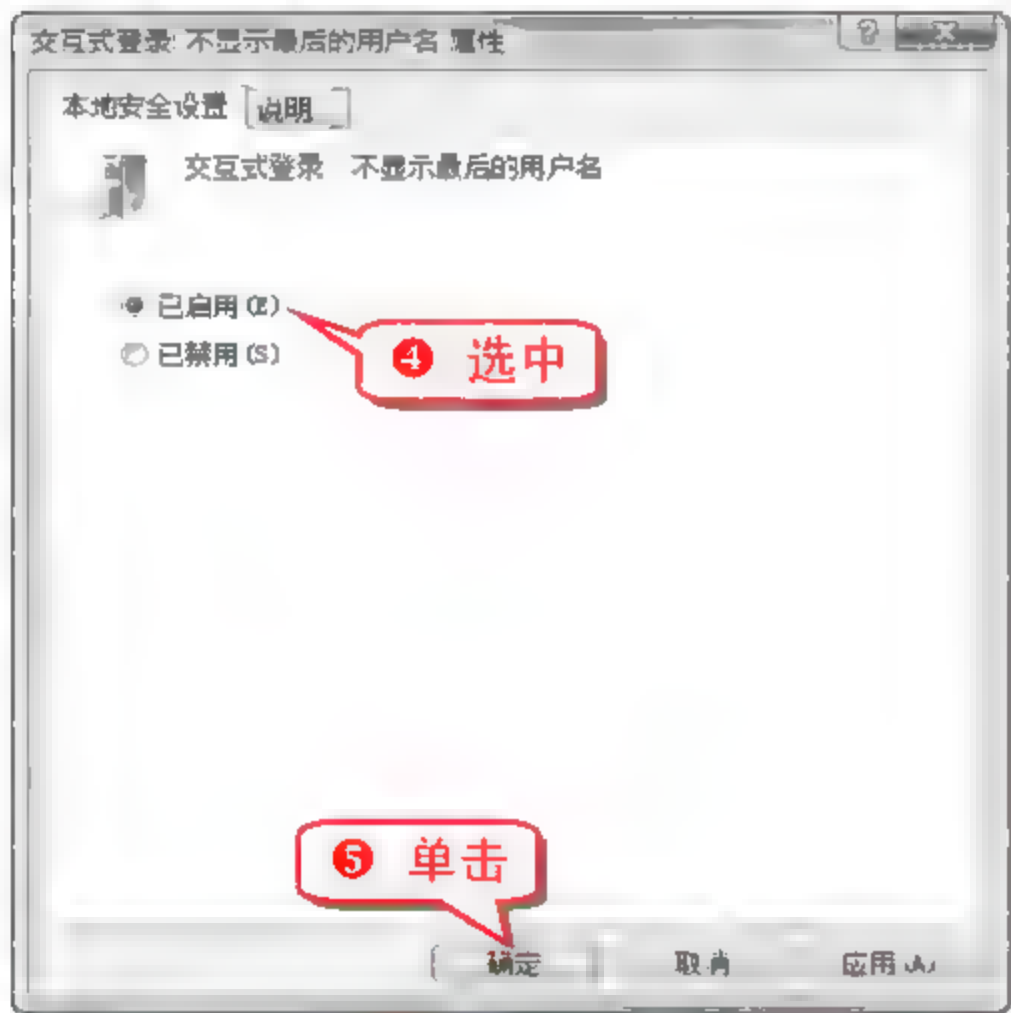 交互式登录: 不显示最后的用户名 属性
本地安全设置 说明
交互式登录 不显示最后的用户名
已启用(E)
❹ 选中
已禁用(S)
❺ 单击
确定 取消 应用(A)